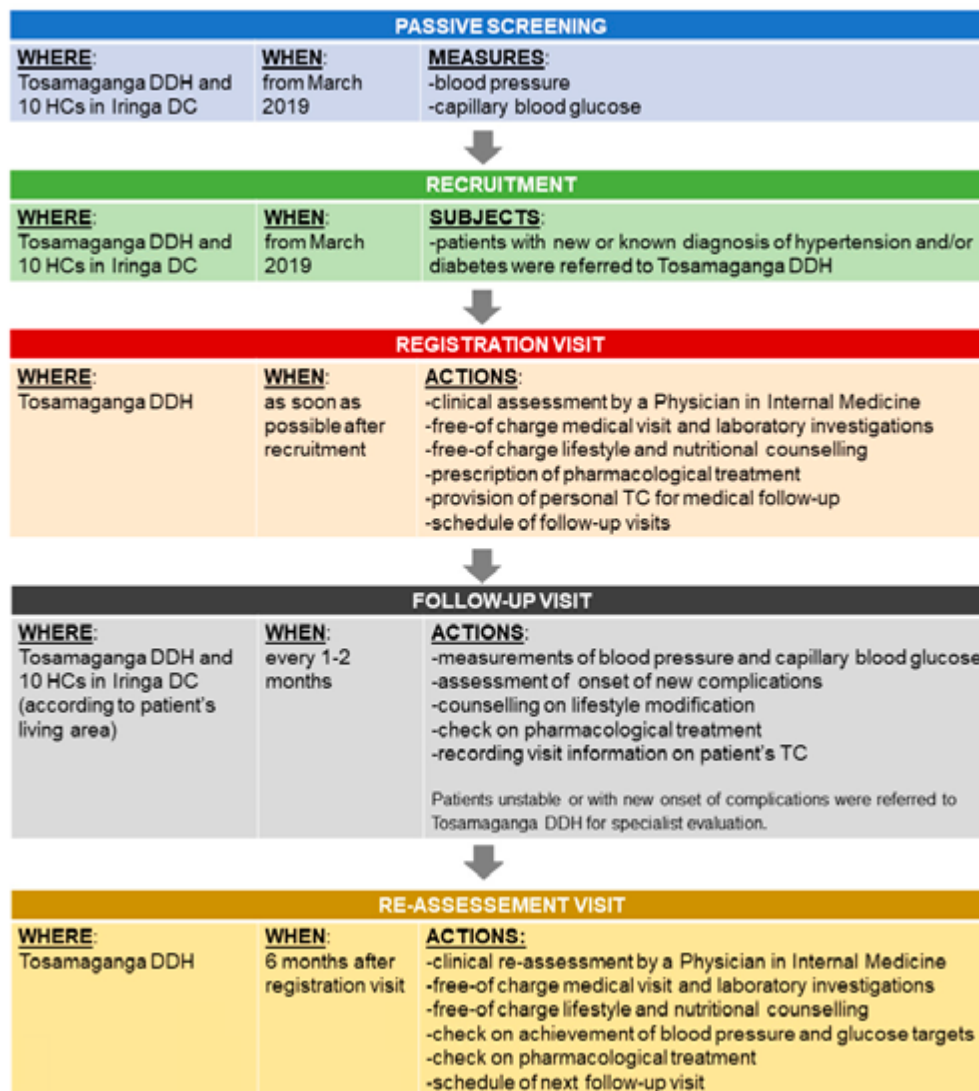 PASSIVE SCREENING
WHERE:
Tosamaganga DDH and
10 HCs in Iringa DC
WHEN:
from March
2019
MEASURES:
-blood pressure
-capillary blood glucose
RECRUITMENT
WHERE:
Tosamaganga DDH and
10 HCs in Iringa DC
WHEN:
from March
2019
SUBJECTS:
-patients with new or known diagnosis of hypertension and/or
diabetes were referred to Tosamaganga DDH
REGISTRATION VISIT
WHERE:
Tosamaganga DDH
WHEN:
as soon as
possible after
recruitment
ACTIONS:
-clinical assessment by a Physician in Internal Medicine
-free-of charge medical visit and laboratory investigations
-free-of charge lifestyle and nutritional counselling
-prescription of pharmacological treatment
-provision of personal TC for medical follow-up
-schedule of follow-up visits
FOLLOW-UP VISIT
WHERE:
Tosamaganga DDH and
10 HCs in Iringa DC
(according to patient's
living area)
WHEN:
every 1-2
months
ACTIONS:
-measurements of blood pressure and capillary blood glucose
-assessment of onset of new complications
-counselling on lifestyle modification
-check on pharmacological treatment
-recording visit information on patient's TC
Patients unstable or with new onset of complications were referred to
Tosamaganga DDH for specialist evaluation.
RE-ASSESSEMENT VISIT
WHERE:
Tosamaganga DDH
WHEN:
6 months after
registration visit
ACTIONS:
-clinical re-assessment by a Physician in Internal Medicine
-free-of charge medical visit and laboratory investigations
-free-of charge lifestyle and nutritional counselling
-check on achievement of blood pressure and glucose targets
-check on pharmacological treatment
-schedule of next follow-up visit